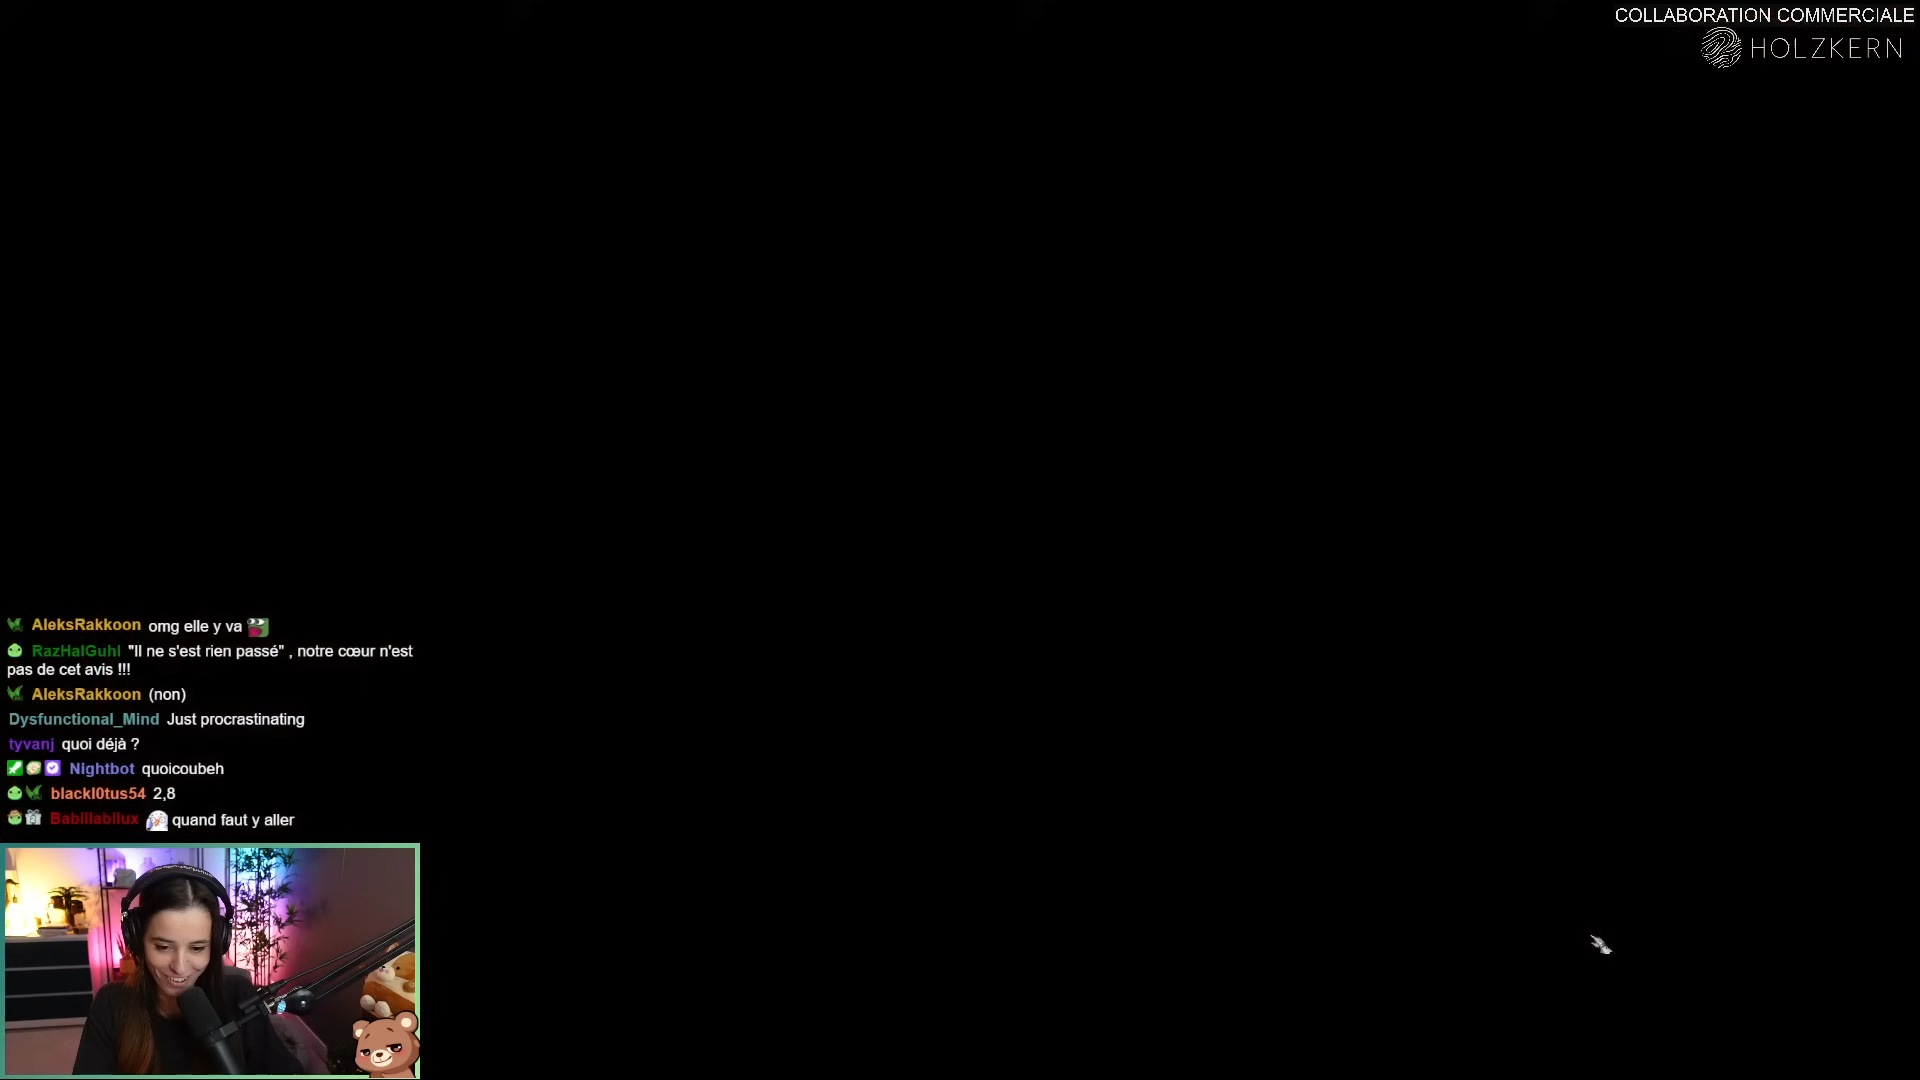 COLLABORATION COMMERCIALE
HOLZKERN
AleksRakkoon omg elle y va
RazHalGuhl "Il ne s'est rien passé" , notre cœur n'est
pas de cet avis !!!
AleksRakkoon (non)
Dysfunctional_Mind Just procrastinating
tyvanj quoi déjà ?
Nightbot quoicoubeh
blackl0tus54 2,8
Babillabilux quand faut y aller